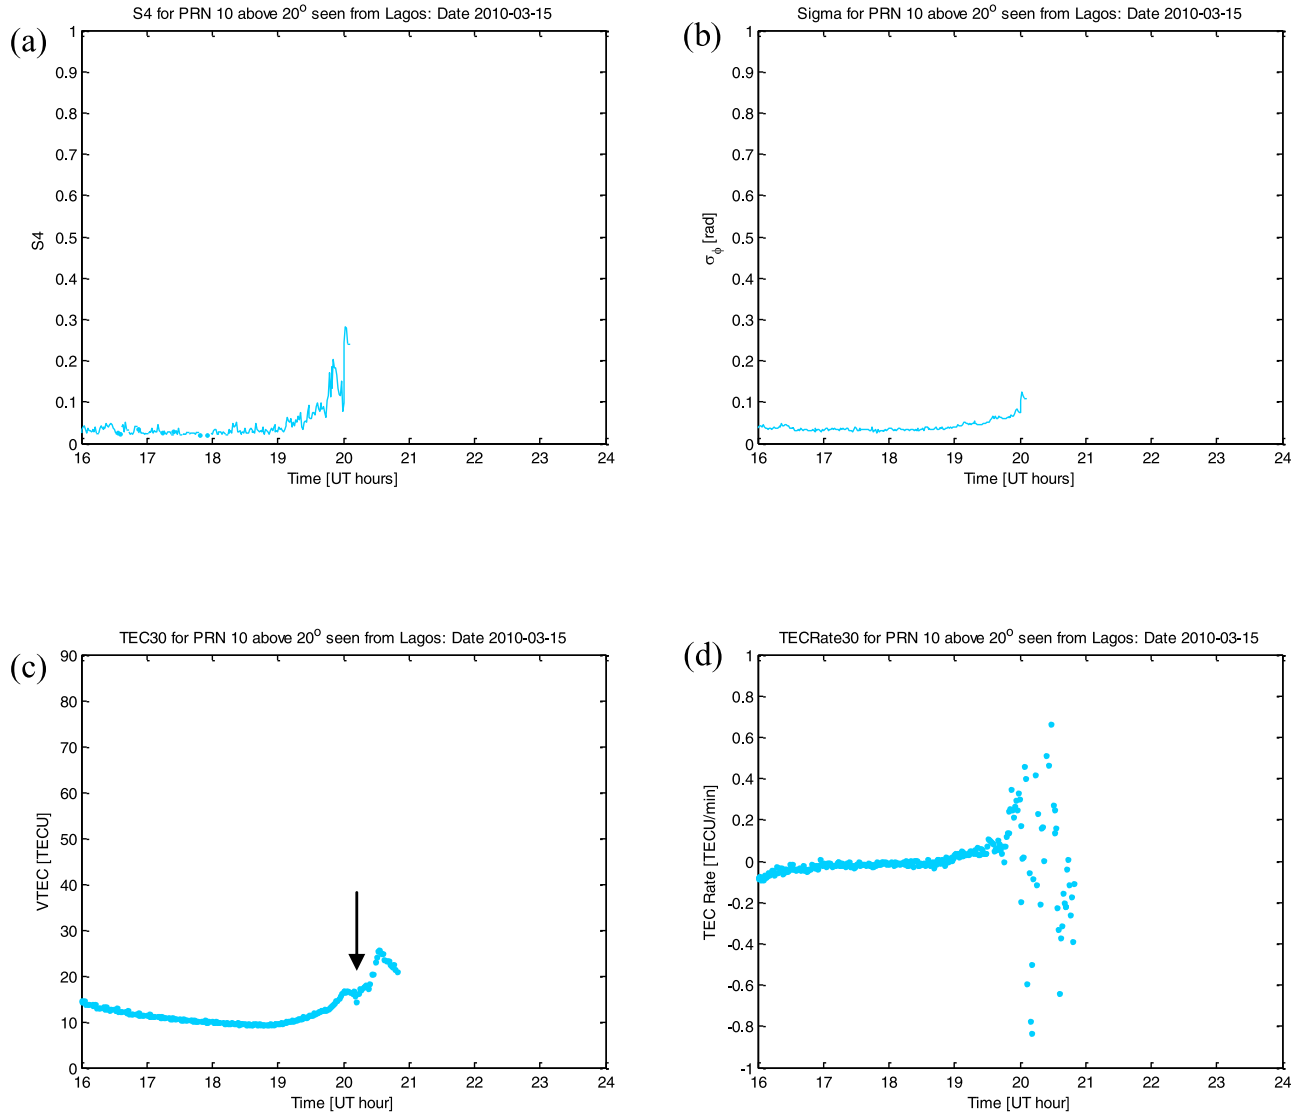 (a)
S4 for PRN 10 above 20° seen from Lagos: Date 2010-03-15
1
0.9
0.8
0.7
0.6
0.5
0.4
0.3
0.2
0.1
0
S4
16 17 18 19 20 21 22 23 24
Time [UT hours]
(b)
Sigma for PRN 10 above 20° seen from Lagos: Date 2010-03-15
1
0.9
0.8
0.7
0.6
0.5
0.4
0.3
0.2
0.1
0
σϕ [rad]
16 17 18 19 20 21 22 23 24
Time [UT hours]
(c)
TEC30 for PRN 10 above 20° seen from Lagos: Date 2010-03-15
90
80
70
60
50
40
30
20
10
0
VTEC [TECU]
16 17 18 19 20 21 22 23 24
Time [UT hour]
(d)
TECRate30 for PRN 10 above 20° seen from Lagos: Date 2010-03-15
1
0.8
0.6
0.4
0.2
0
-0.2
-0.4
-0.6
-0.8
-1
TEC Rate [TECU/min]
16 17 18 19 20 21 22 23 24
Time [UT hour]